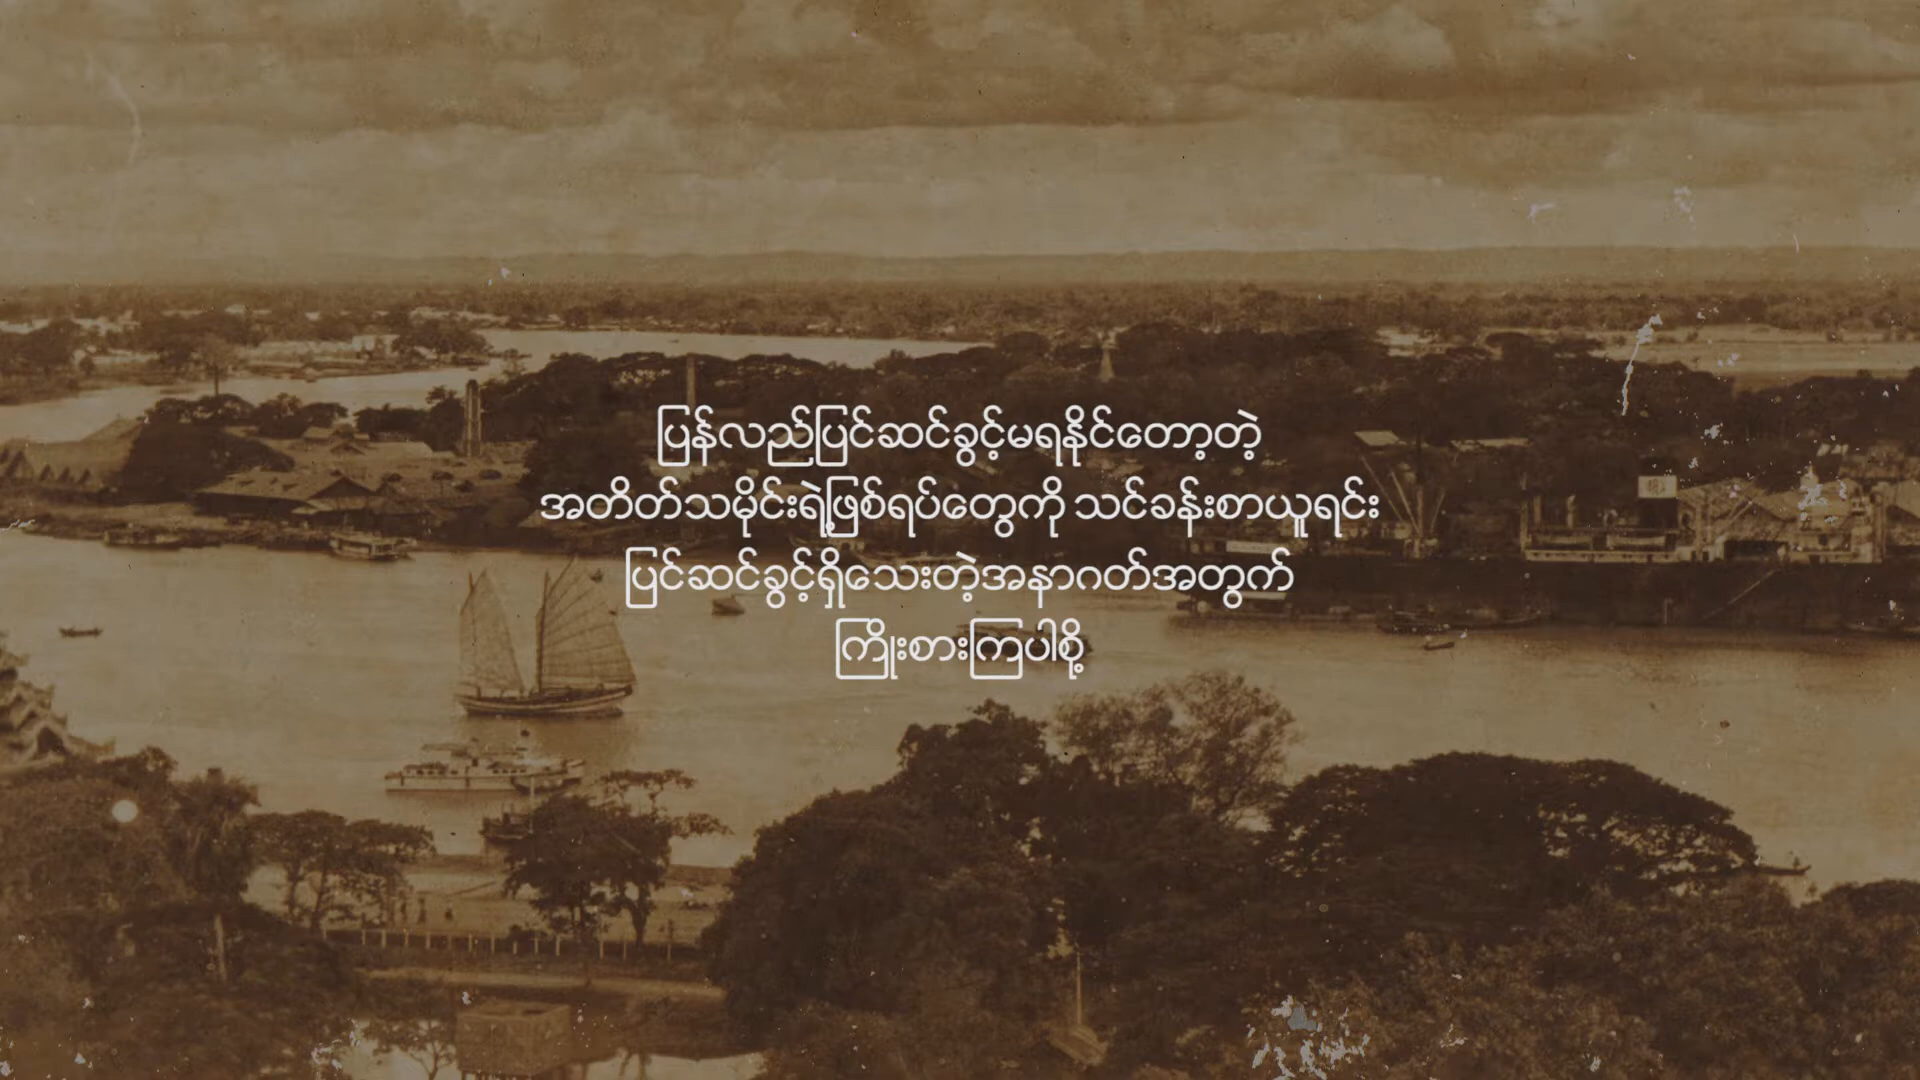 ပြန်လည်ပြင်ဆင်ခွင့်မရနိုင်တော့တဲ့
အတိတ်သမိုင်းရဲ့ဖြစ်ရပ်တွေကို သင်ခန်းစာယူရင်း
ပြင်ဆင်ခွင့်ရှိသေးတဲ့အနာဂတ်အတွက်
ကြိုးစားကြပါစို့